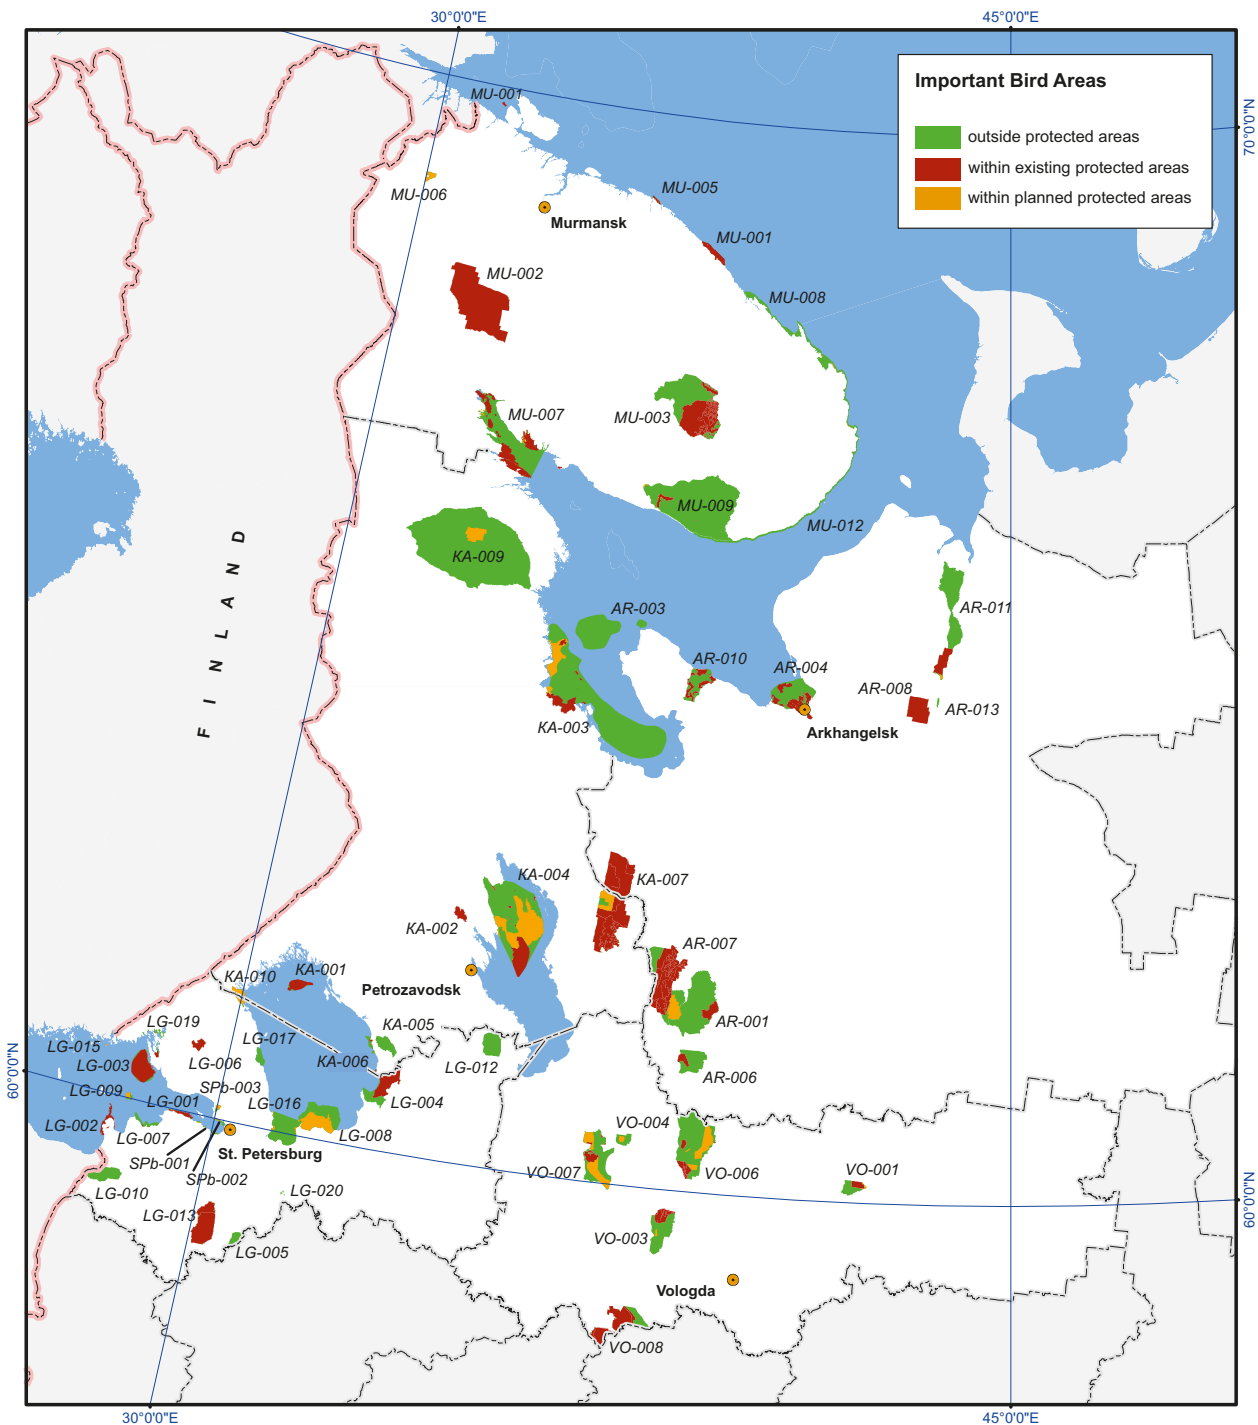 30°0'0"E
45°0'0"E
70°0'0"N
Important Bird Areas
outside protected areas
within existing protected areas
within planned protected areas
MU-001
MU-006
MU-005
Murmansk
MU-001
MU-002
MU-008
MU-007
MU-003
MU-009
MU-012
KA-009
FINLAND
AR-003
AR-011
AR-010
AR-004
AR-008
AR-013
KA-003
Arkhangelsk
KA-004
KA-007
KA-002
AR-007
KA-010
KA-001
Petrozavodsk
AR-001
LG-019
KA-005
LG-015
LG-017
LG-003
LG-006
KA-006
LG-012
60°0'0"N
AR-006
LG-009
SPb-003
LG-001
LG-016
LG-004
LG-002
LG-007
LG-008
VO-004
St. Petersburg
SPb-001
SPb-002
VO-007
VO-006
VO-001
LG-010
LG-020
60°0'0"N
LG-013
LG-005
VO-003
Vologda
VO-008
30°0'0"E
45°0'0"E